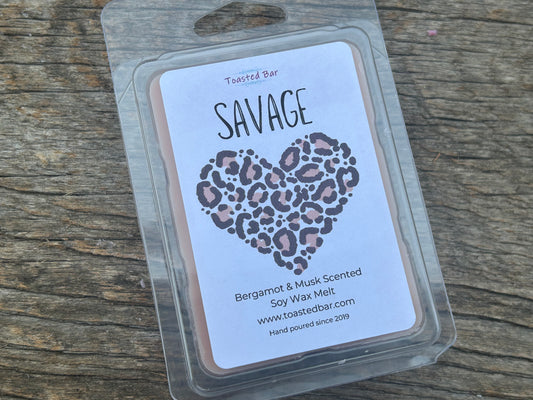 Toasted Bar
SAVAGE
Bergamot & Musk Scented
Soy Wax Melt
www.toastedbar.com
Hand poured since 2019